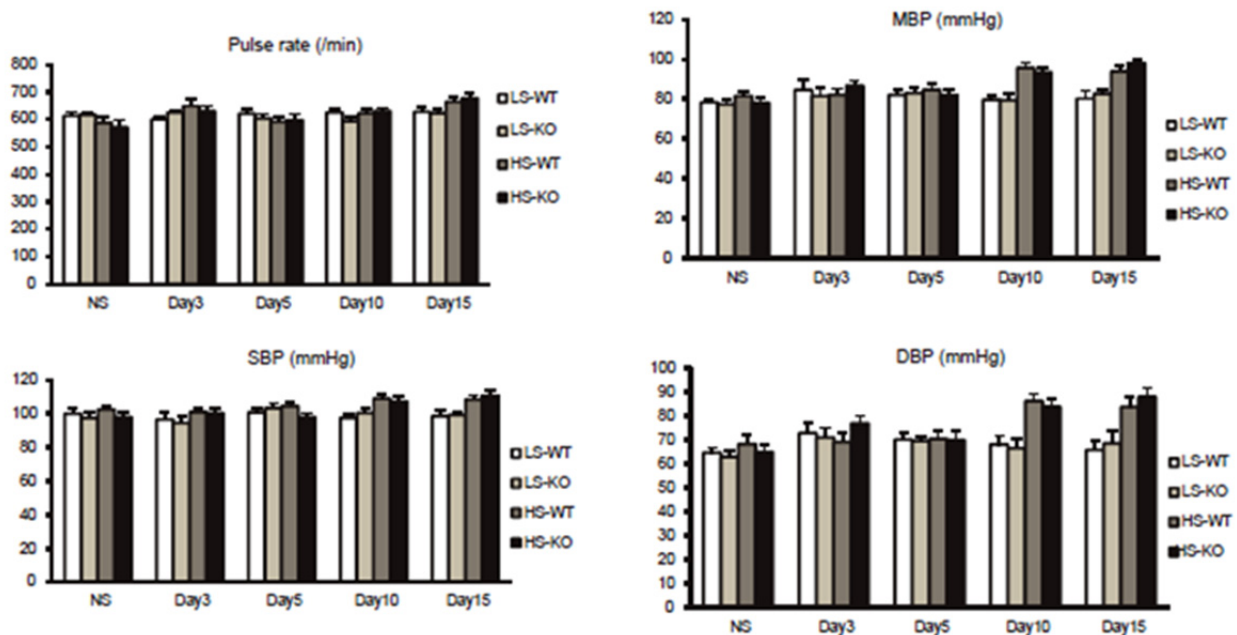 Pulse rate (/min)
800
700
600
500
400
300
200
100
0
NS Day3 Day5 Day10 Day15
LS-WT
LS-KO
HS-WT
HS-KO
MBP (mmHg)
120
100
80
60
40
20
0
NS Day3 Day5 Day10 Day15
LS-WT
LS-KO
HS-WT
HS-KO
SBP (mmHg)
120
100
80
60
40
20
0
NS Day3 Day5 Day10 Day15
LS-WT
LS-KO
HS-WT
HS-KO
DBP (mmHg)
100
90
80
70
60
50
40
30
20
10
0
NS Day3 Day5 Day10 Day15
LS-WT
LS-KO
HS-WT
HS-KO